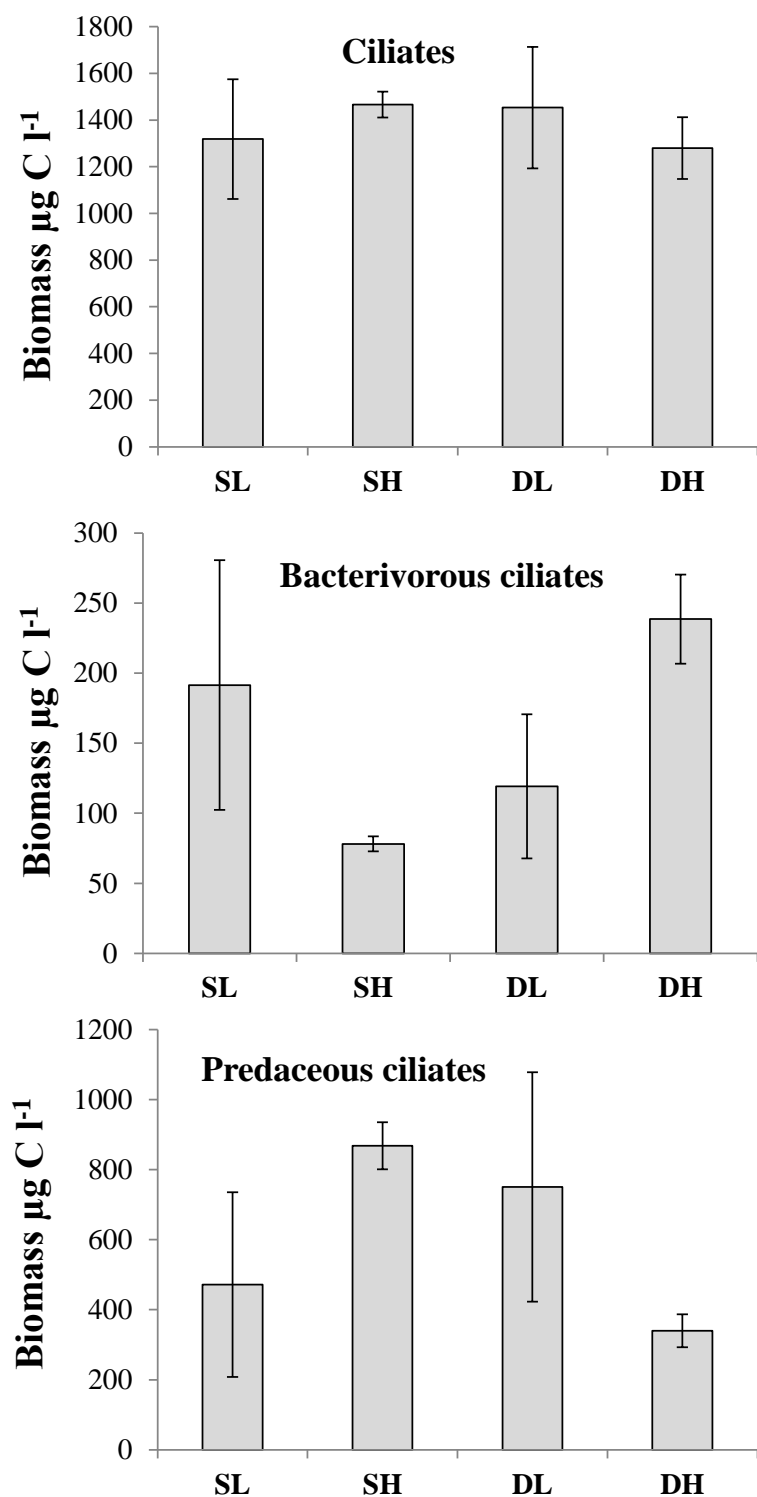 Ciliates
Biomass µg C l-1
1800
1600
1400
1200
1000
800
600
400
200
0
SL SH DL DH
Bacterivorous ciliates
Biomass µg C l-1
300
250
200
150
100
50
0
SL SH DL DH
Predaceous ciliates
Biomass µg C l-1
1200
1000
800
600
400
200
0
SL SH DL DH